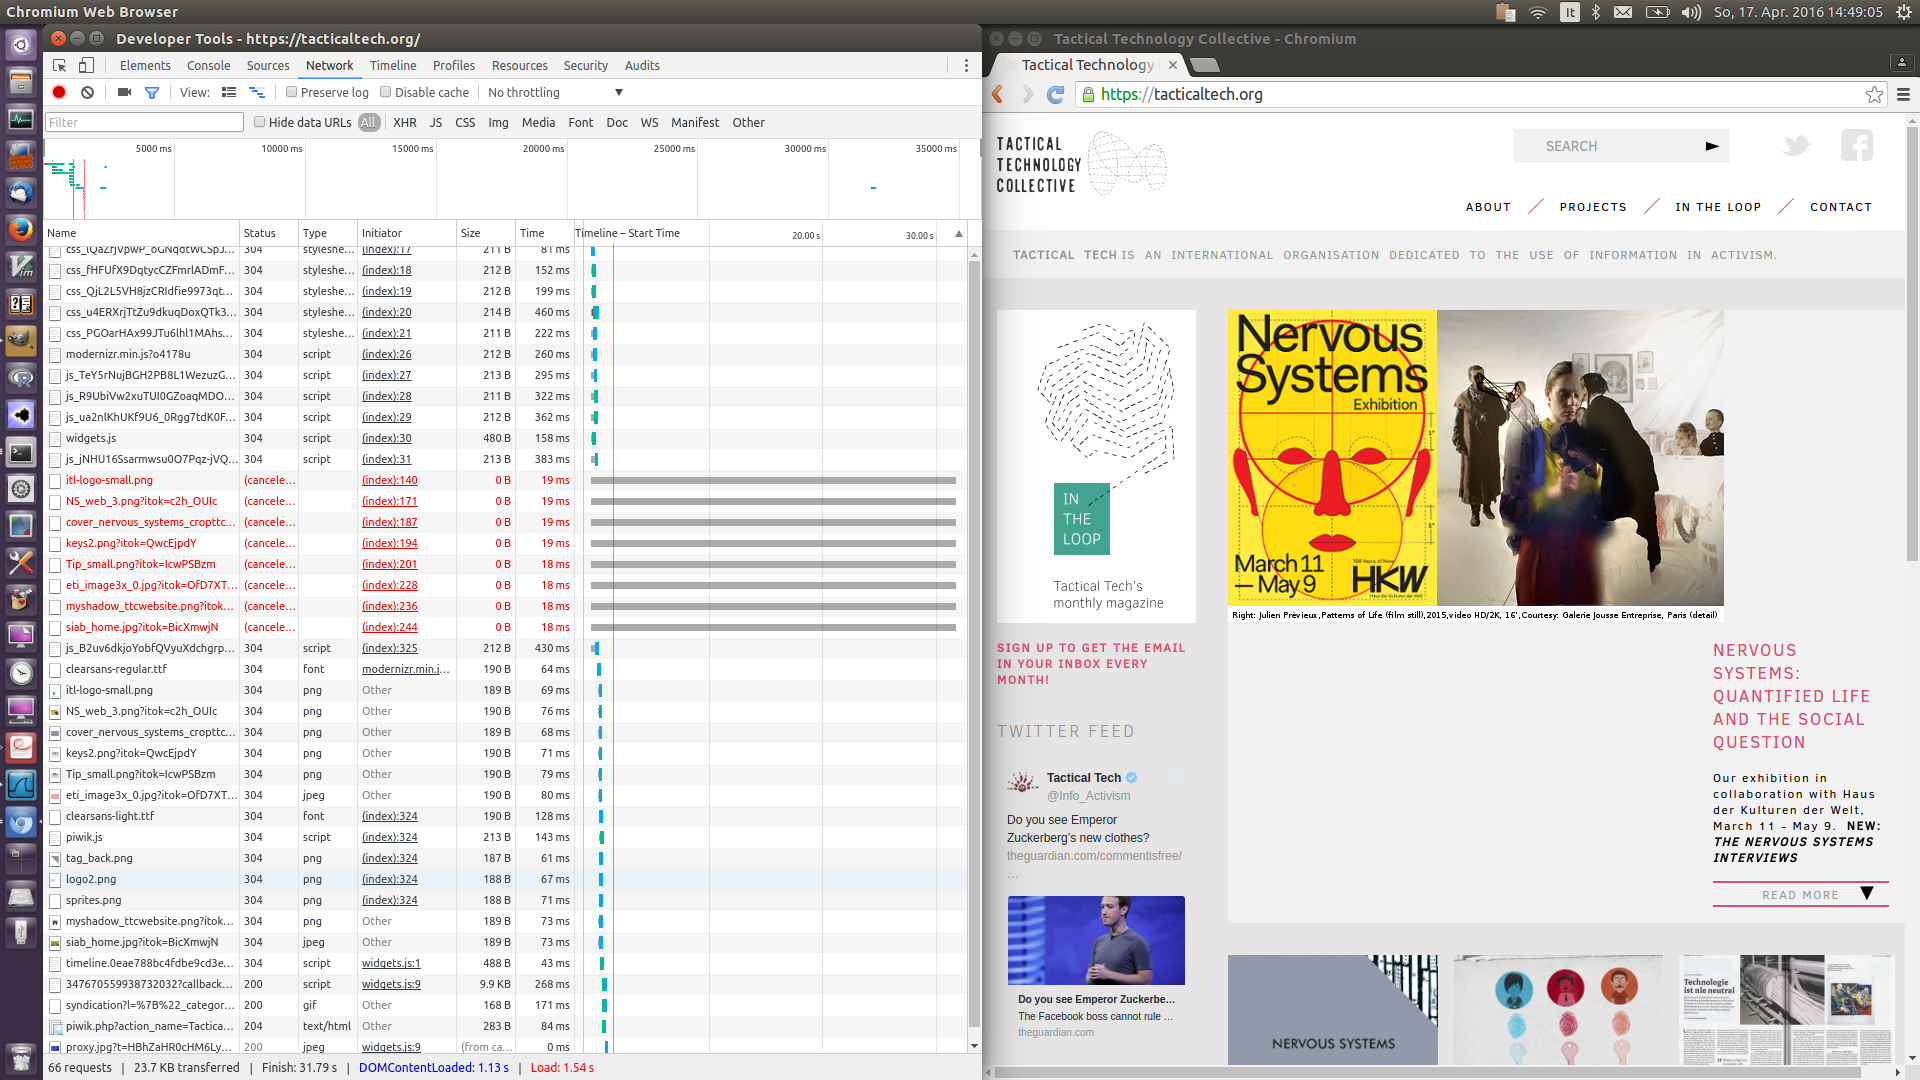 Chromium Web Browser
It
So, 17. Apr. 2016 14:49:05
Developer Tools - https://tacticaltech.org/
Elements Console Sources Network Timeline Profiles Resources Security Audits
View: Preserve log Disable cache No throttling
Filter Hide data URLs All XHR JS CSS Img Media Font Doc WS Manifest Other
5000 ms 10000 ms 15000 ms 20000 ms 25000 ms 30000 ms 35000 ms
Name Status Type Initiator Size Time Timeline – Start Time 20.00 s 30.00 s
304 styleshe... (index):17 211 B 81 ms
css_fHFUfX9DqtycCZFmrlADmF... 304 styleshe... (index):18 212 B 152 ms
css_QjL2L5VH8jzCRIdfie9973qt... 304 styleshe... (index):19 212 B 199 ms
css_u4ERXrjTtZu9dkuqDoxQTk3... 304 styleshe... (index):20 214 B 460 ms
css_PGOarHAx99JTu6lhl1MAhs... 304 styleshe... (index):21 211 B 222 ms
modernizr.min.js?o4178u 304 script (index):26 212 B 260 ms
js_TeY5rNujBGH2PB8L1WezuzG... 304 script (index):27 213 B 295 ms
js_R9UbiVw2xuTUI0GZoaqMDO... 304 script (index):28 211 B 322 ms
js_ua2nlKhUKf9U6_0Rgg7tdK0F... 304 script (index):29 212 B 362 ms
widgets.js 304 script (index):30 480 B 158 ms
js_jNHU16Ssarmwsu0O7Pqz-jVQ... 304 script (index):31 213 B 383 ms
itl-logo-small.png (cancele... (index):140 0 B 19 ms
NS_web_3.png?itok=c2h_OUIc (cancele... (index):171 0 B 19 ms
cover_nervous_systems_cropttc... (cancele... (index):187 0 B 19 ms
keys2.png?itok=QwcEjpdY (cancele... (index):194 0 B 19 ms
Tip_small.png?itok=IcwPSBzm (cancele... (index):201 0 B 18 ms
eti_image3x_0.jpg?itok=OfD7XT... (cancele... (index):228 0 B 18 ms
myshadow_ttcwebsite.png?itok... (cancele... (index):236 0 B 18 ms
siab_home.jpg?itok=BicXmwjN (cancele... (index):244 0 B 18 ms
js_B2uv6dkjoYobfQVyuXdchgrp... 304 script (index):325 212 B 430 ms
clearsans-regular.ttf 304 font modernizr.min.j... 190 B 64 ms
itl-logo-small.png 304 png Other 189 B 69 ms
NS_web_3.png?itok=c2h_OUIc 304 png Other 190 B 76 ms
cover_nervous_systems_cropttc... 304 png Other 189 B 68 ms
keys2.png?itok=QwcEjpdY 304 png Other 190 B 71 ms
Tip_small.png?itok=IcwPSBzm 304 png Other 190 B 79 ms
eti_image3x_0.jpg?itok=OfD7XT... 304 jpeg Other 190 B 80 ms
clearsans-light.ttf 304 font (index):324 190 B 128 ms
piwik.js 304 script (index):324 213 B 143 ms
tag_back.png 304 png (index):324 187 B 61 ms
logo2.png 304 png (index):324 188 B 67 ms
sprites.png 304 png (index):324 188 B 71 ms
myshadow_ttcwebsite.png?itok... 304 png Other 189 B 73 ms
siab_home.jpg?itok=BicXmwjN 304 jpeg Other 189 B 73 ms
timeline.0eae788bc4fdbe9cd3e... 304 script widgets.js:1 488 B 43 ms
347670559938732032?callback... 200 script widgets.js:9 9.9 KB 268 ms
syndication?l=%7B%22_categor... 200 gif Other 168 B 171 ms
piwik.php?action_name=Tactica... 204 text/html Other 283 B 84 ms
proxy.jpg?t=HBhZaHR0cHM6Ly... 200 jpeg widgets.js:9 (from ca... 0 ms
66 requests | 23.7 KB transferred | Finish: 31.79 s | DOMContentLoaded: 1.13 s | Load: 1.54 s
Tactical Technology Collective - Chromium
Tactical Technology
https://tacticaltech.org
TACTICAL
TECHNOLOGY
COLLECTIVE
SEARCH
ABOUT PROJECTS IN THE LOOP CONTACT
TACTICAL TECH IS AN INTERNATIONAL ORGANISATION DEDICATED TO THE USE OF INFORMATION IN ACTIVISM.
IN
THE
LOOP
Tactical Tech's
monthly magazine
SIGN UP TO GET THE EMAIL
IN YOUR INBOX EVERY
MONTH!
TWITTER FEED
Tactical Tech
@Info_Activism
Do you see Emperor
Zuckerberg's new clothes?
theguardian.com/commentisfree/
...
Do you see Emperor Zuckerbe...
The Facebook boss cannot rule ...
theguardian.com
Nervous
Systems
Exhibition
1"
1"
March 11
— May 9
100 Years of Now
HKW
Haus der Kulturen der Welt
Right: Julien Prévieux,Patterns of Life (film still),2015,video HD/2K, 16',Courtesy: Galerie Jousse Entreprise, Paris (detail)
NERVOUS
SYSTEMS:
QUANTIFIED LIFE
AND THE SOCIAL
QUESTION
Our exhibition in
collaboration with Haus
der Kulturen der Welt,
March 11 - May 9. NEW:
THE NERVOUS SYSTEMS
INTERVIEWS
READ MORE
NERVOUS SYSTEMS
Technologie
ist nie neutral
Vim
R